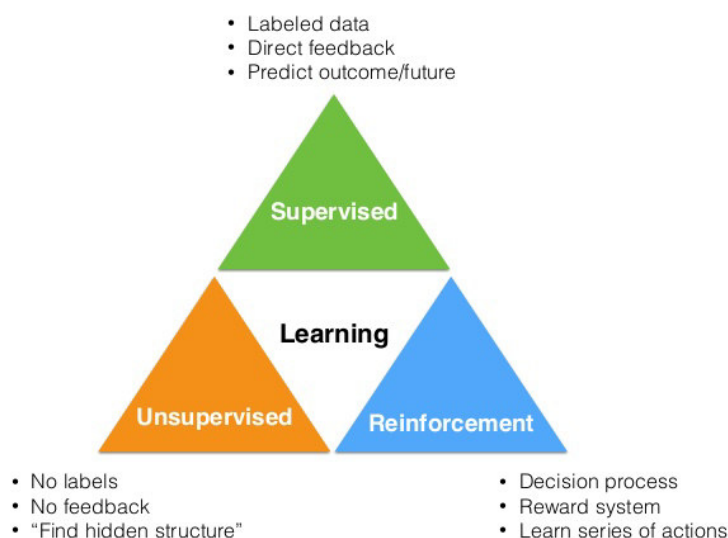 • Labeled data
• Direct feedback
• Predict outcome/future
Supervised
Learning
Unsupervised
Reinforcement
• No labels
• No feedback
• “Find hidden structure”
• Decision process
• Reward system
• Learn series of actions